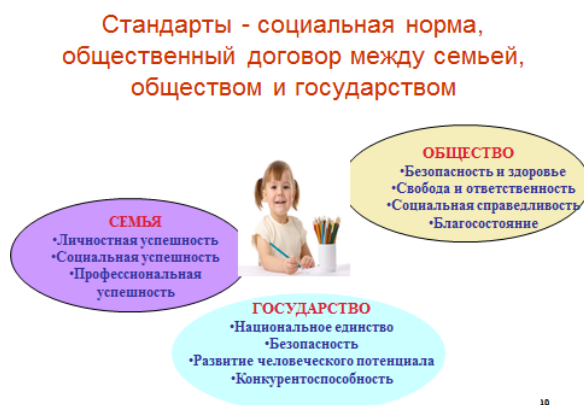 Стандарты - социальная норма,
общественный договор между семьей,
обществом и государством
ОБЩЕСТВО
•Безопасность и здоровье
•Свобода и ответственность
•Социальная справедливость
•Благосостояние
СЕМЬЯ
•Личностная успешность
•Социальная успешность
•Профессиональная
успешность
ГОСУДАРСТВО
•Национальное единство
•Безопасность
•Развитие человеческого потенциала
•Конкурентоспособность
10